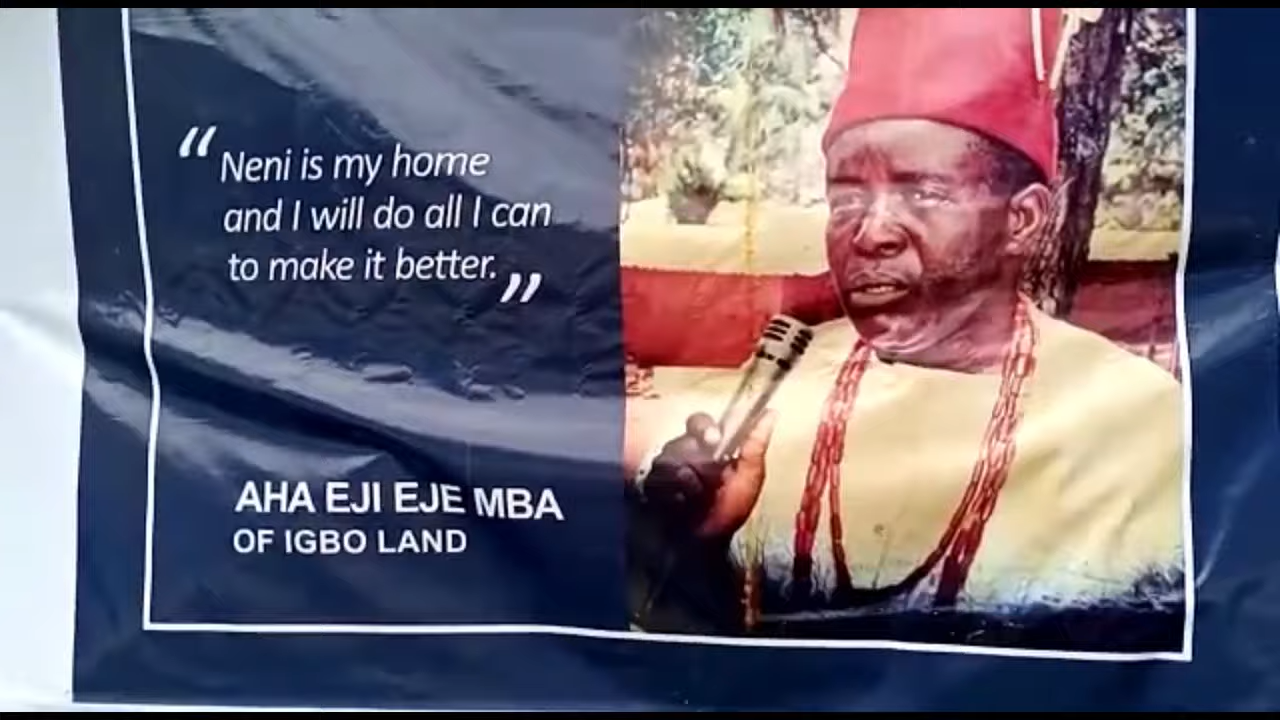 “ Neni is my home
and I will do all I can
to make it better. ”
AHA EJI EJE MBA
OF IGBO LAND